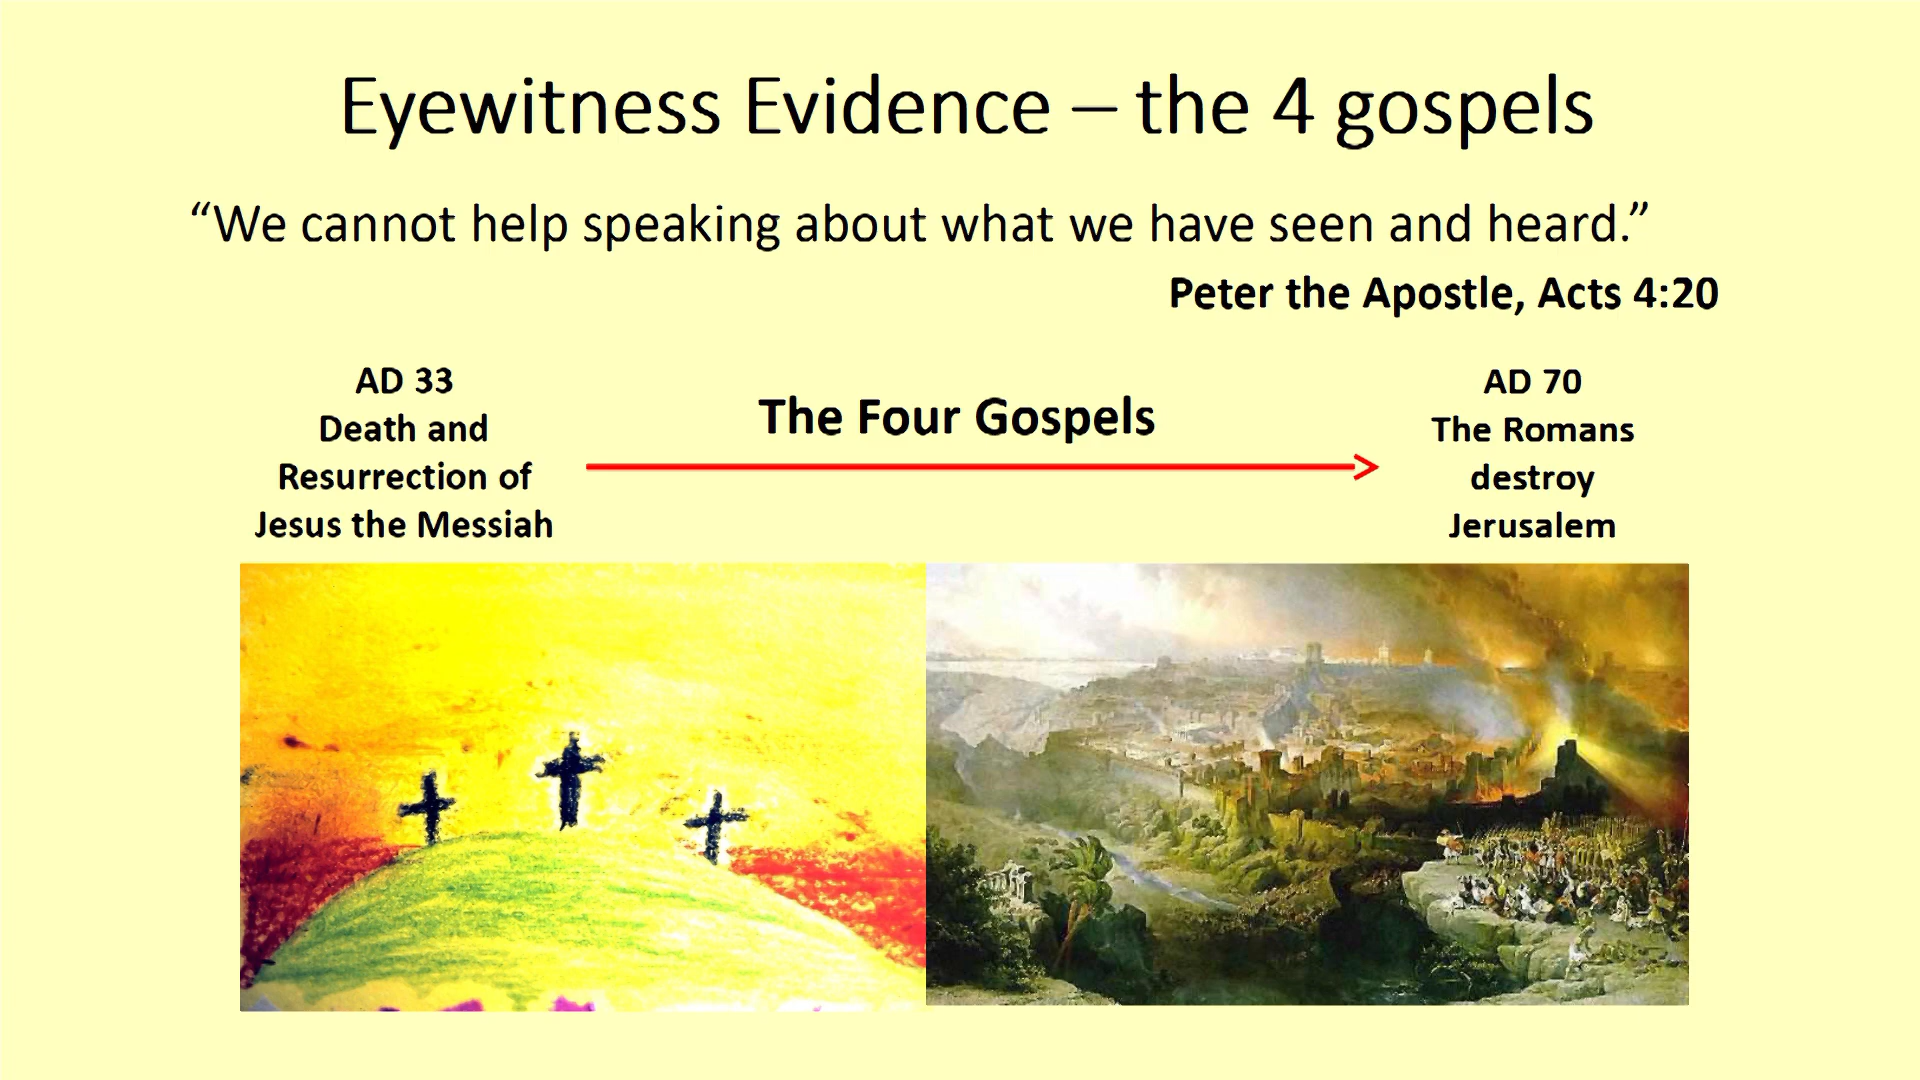 Eyewitness Evidence – the 4 gospels
“We cannot help speaking about what we have seen and heard.”
Peter the Apostle, Acts 4:20
AD 33
Death and
Resurrection of
Jesus the Messiah
The Four Gospels
AD 70
The Romans
destroy
Jerusalem